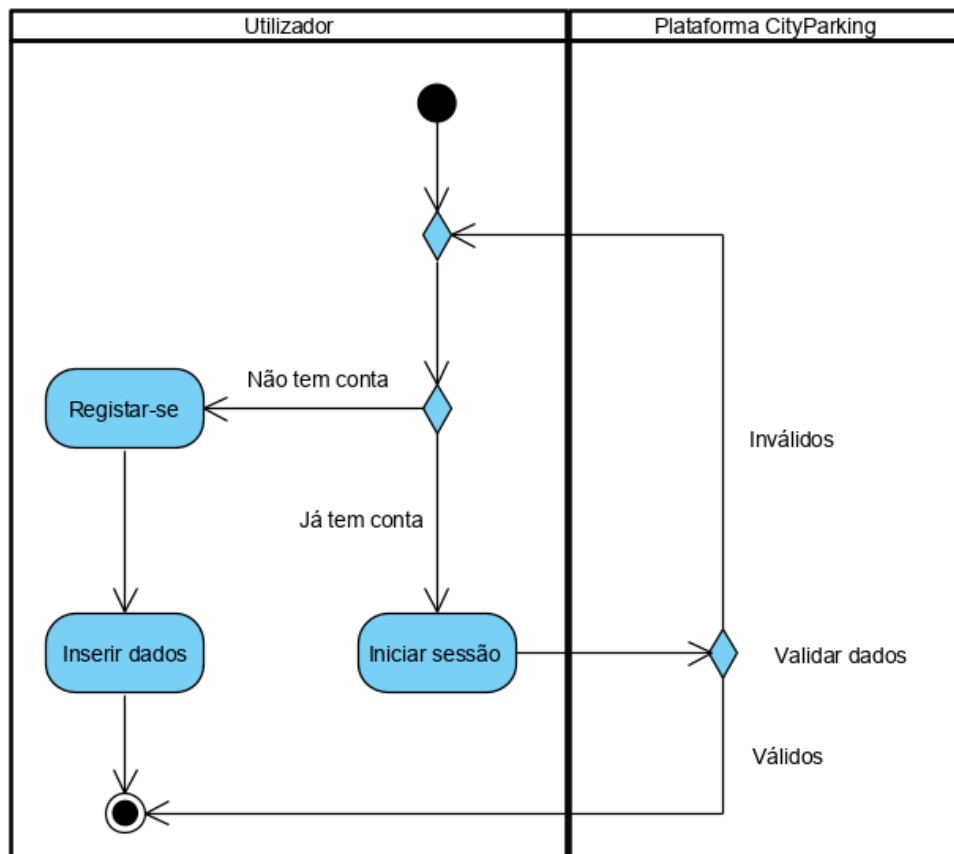 Utilizador
Plataforma CityParking
Não tem conta
Registar-se
Inválidos
Já tem conta
Inserir dados
Iniciar sessão
Validar dados
Válidos